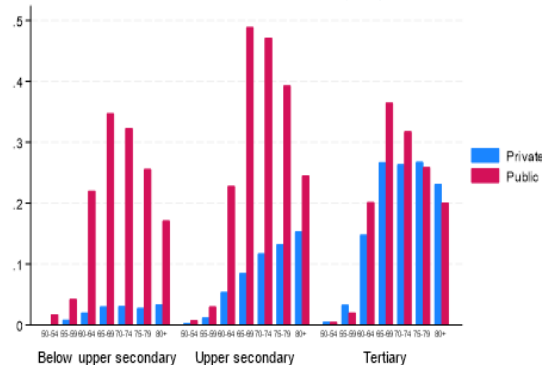 .5
.4
.3
.2
.1
0
Private
Public
50-54 55-59 60-64 65-69 70-74 75-79 80+ 50-54 55-59 60-64 65-69 70-74 75-79 80+ 50-54 55-59 60-64 65-69 70-74 75-79 80+
Below upper secondary Upper secondary Tertiary